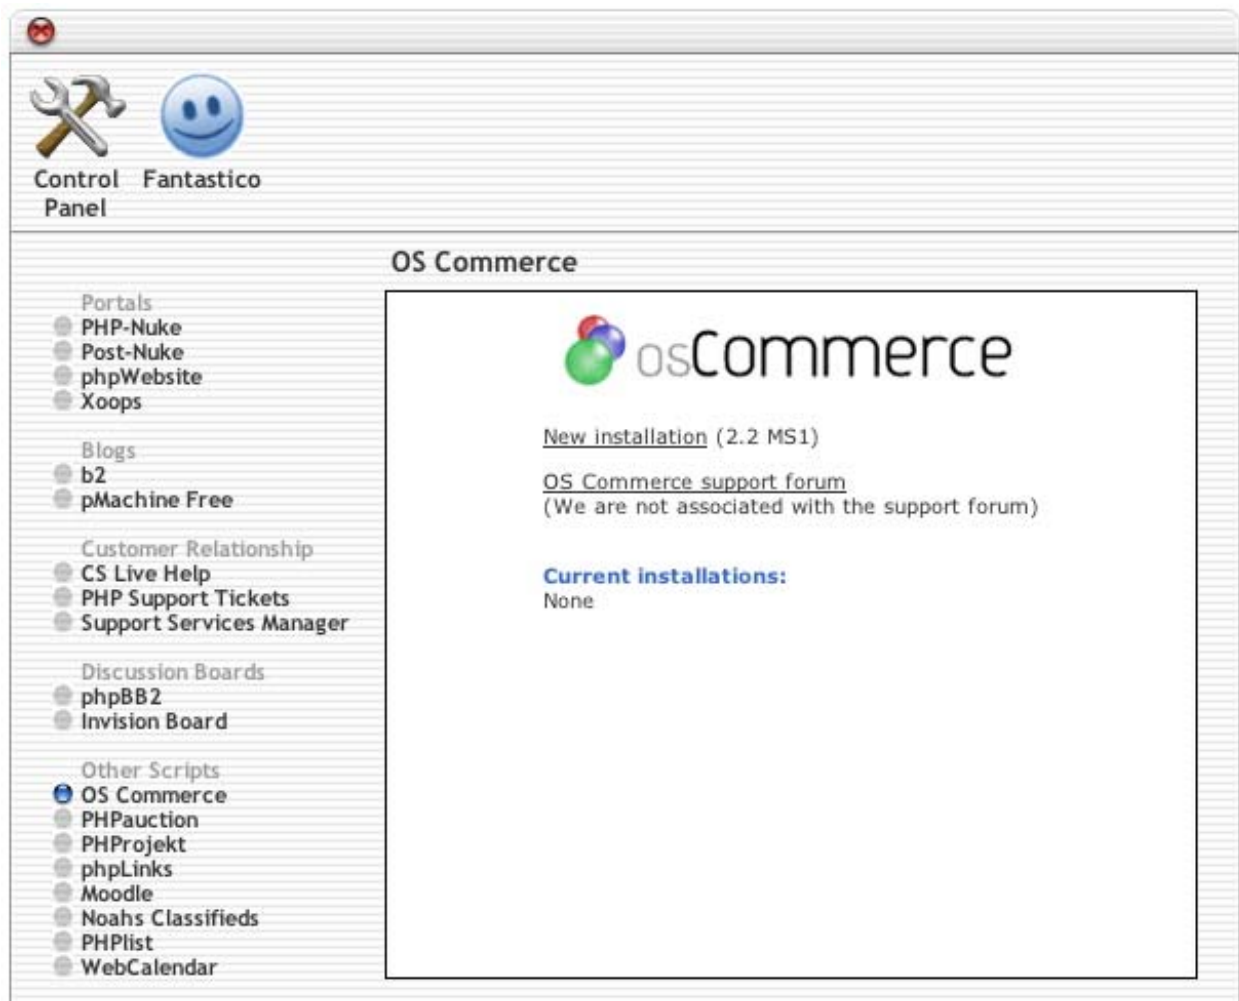 Control Panel
Fantastico
OS Commerce
Portals
PHP-Nuke
Post-Nuke
phpWebsite
Xoops
Blogs
b2
pMachine Free
Customer Relationship
CS Live Help
PHP Support Tickets
Support Services Manager
Discussion Boards
phpBB2
Invision Board
Other Scripts
OS Commerce
PHPauction
PHProjekt
phpLinks
Moodle
Noahs Classifieds
PHPlist
WebCalendar
osCommerce
New installation (2.2 MS1)
OS Commerce support forum
(We are not associated with the support forum)
Current installations:
None